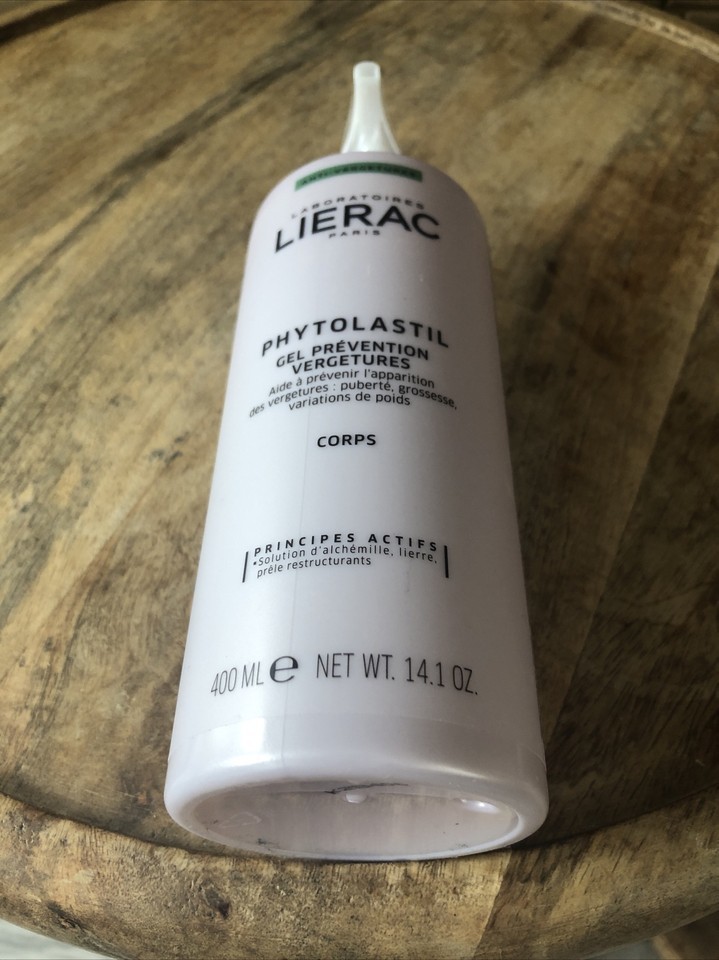 ANTI-VERGETURES
LABORATOIRES
LIERAC
PARIS
PHYTOLASTIL
GEL PRÉVENTION
VERGETURES
Aide à prévenir l'apparition
des vergetures : puberté, grossesse,
variations de poids
CORPS
PRINCIPES ACTIFS
•Solution d'alchémille, lierre,
prêle restructurants
400 ML e NET WT. 14.1 OZ.